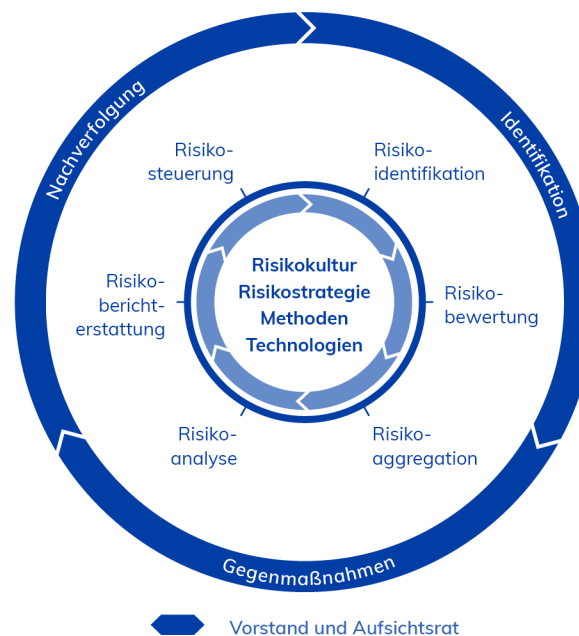 Nachverfolgung
Identifikation
Risiko-
steuerung
Risiko-
identifikation
Risikokultur
Risikostrategie
Methoden
Technologien
Risiko-
bericht-
erstattung
Risiko-
bewertung
Risiko-
analyse
Risiko-
aggregation
Gegenmaßnahmen
Vorstand und Aufsichtsrat